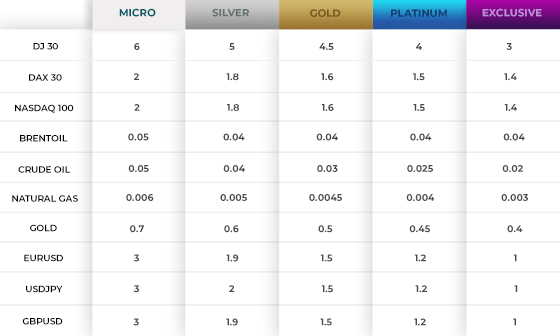 MICRO SILVER GOLD PLATINUM EXCLUSIVE
DJ 30 6 5 4.5 4 3
DAX 30 2 1.8 1.6 1.5 1.4
NASDAQ 100 2 1.8 1.6 1.5 1.4
BRENTOIL 0.05 0.04 0.04 0.04 0.04
CRUDE OIL 0.05 0.04 0.03 0.025 0.02
NATURAL GAS 0.006 0.005 0.0045 0.004 0.003
GOLD 0.7 0.6 0.5 0.45 0.4
EURUSD 3 1.9 1.5 1.2 1
USDJPY 3 2 1.5 1.2 1
GBPUSD 3 1.9 1.5 1.2 1